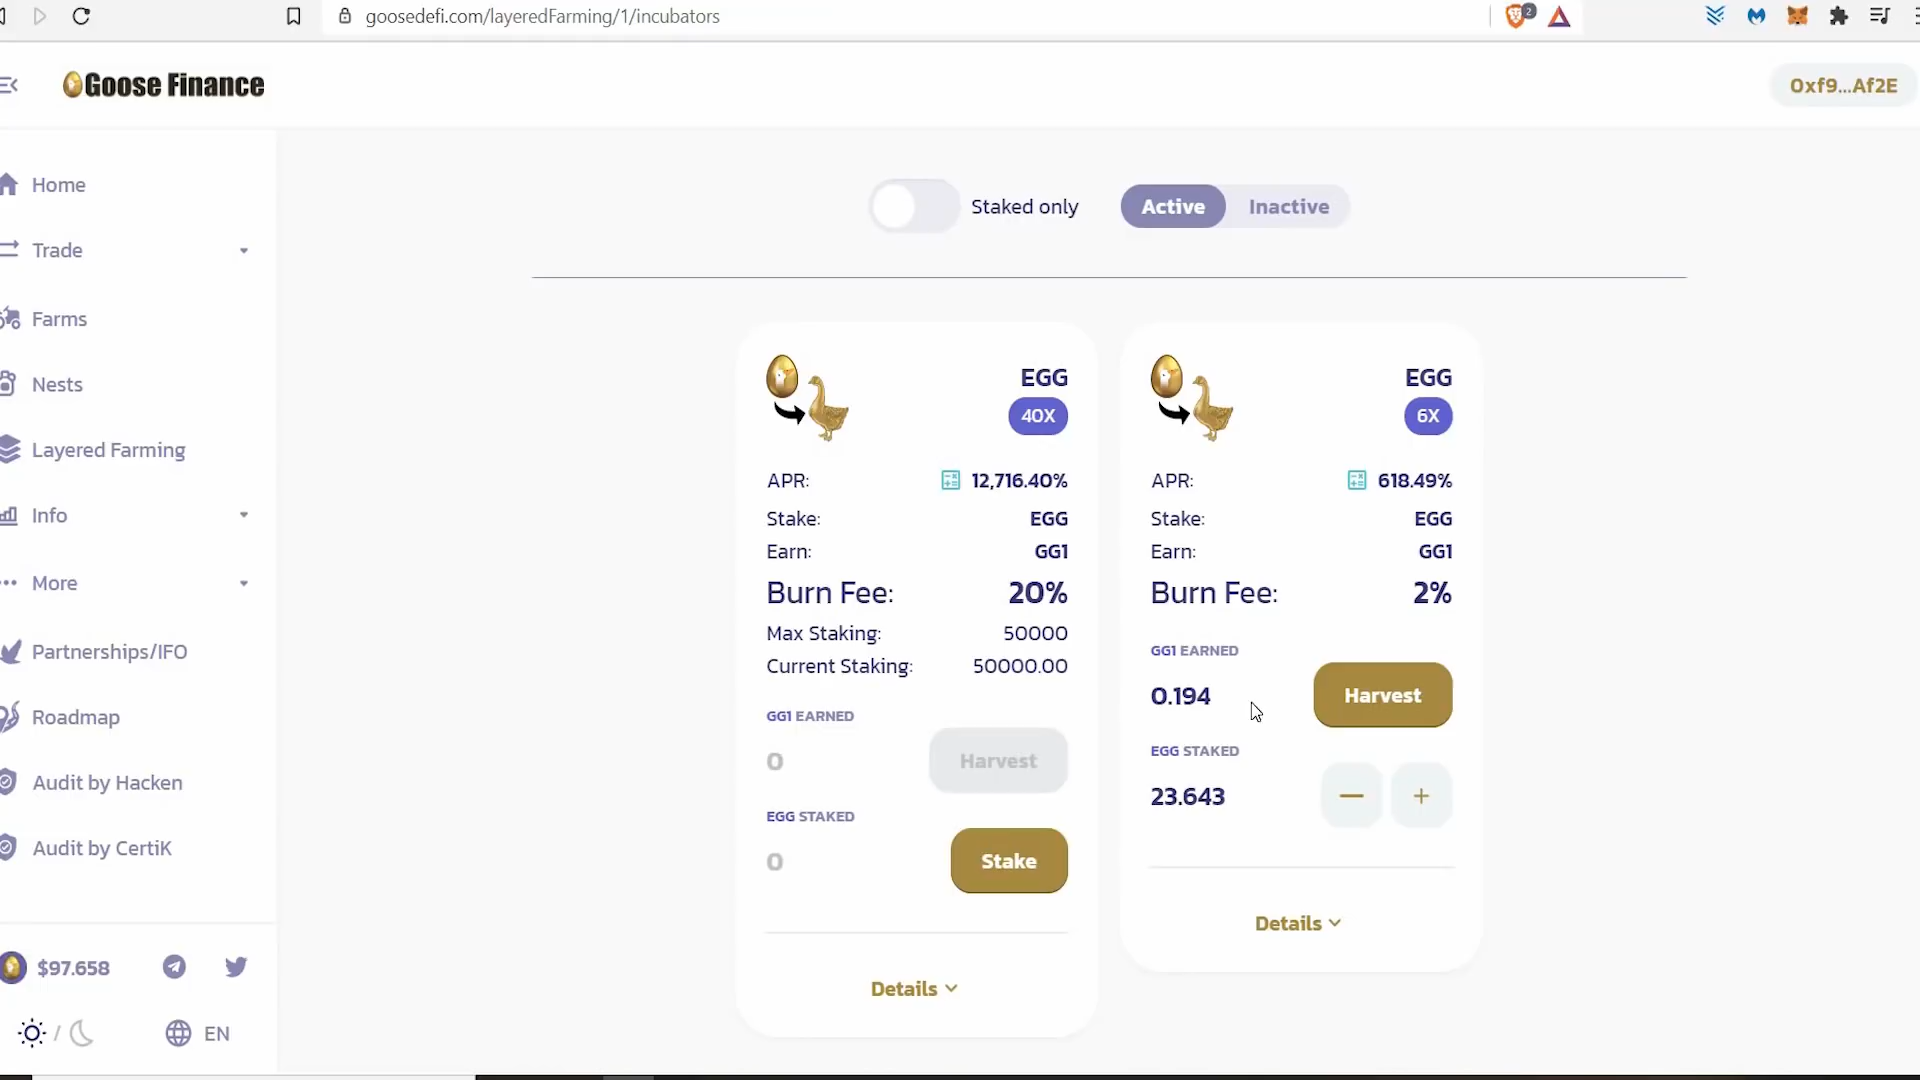 goosedefi.com/layeredFarming/1/incubators
2
Goose Finance
0xf9...Af2E
Home
Trade
Farms
Nests
Layered Farming
Info
More
Partnerships/IFO
Roadmap
Audit by Hacken
Audit by CertiK
$97.658
/
EN
Staked only
Active
Inactive
EGG
40X
APR: 12,716.40%
Stake: EGG
Earn: GG1
Burn Fee: 20%
Max Staking: 50000
Current Staking: 50000.00
GG1 EARNED
0 Harvest
EGG STAKED
0 Stake
Details
EGG
6X
APR: 618.49%
Stake: EGG
Earn: GG1
Burn Fee: 2%
GG1 EARNED
0.194 Harvest
EGG STAKED
23.643 — +
Details